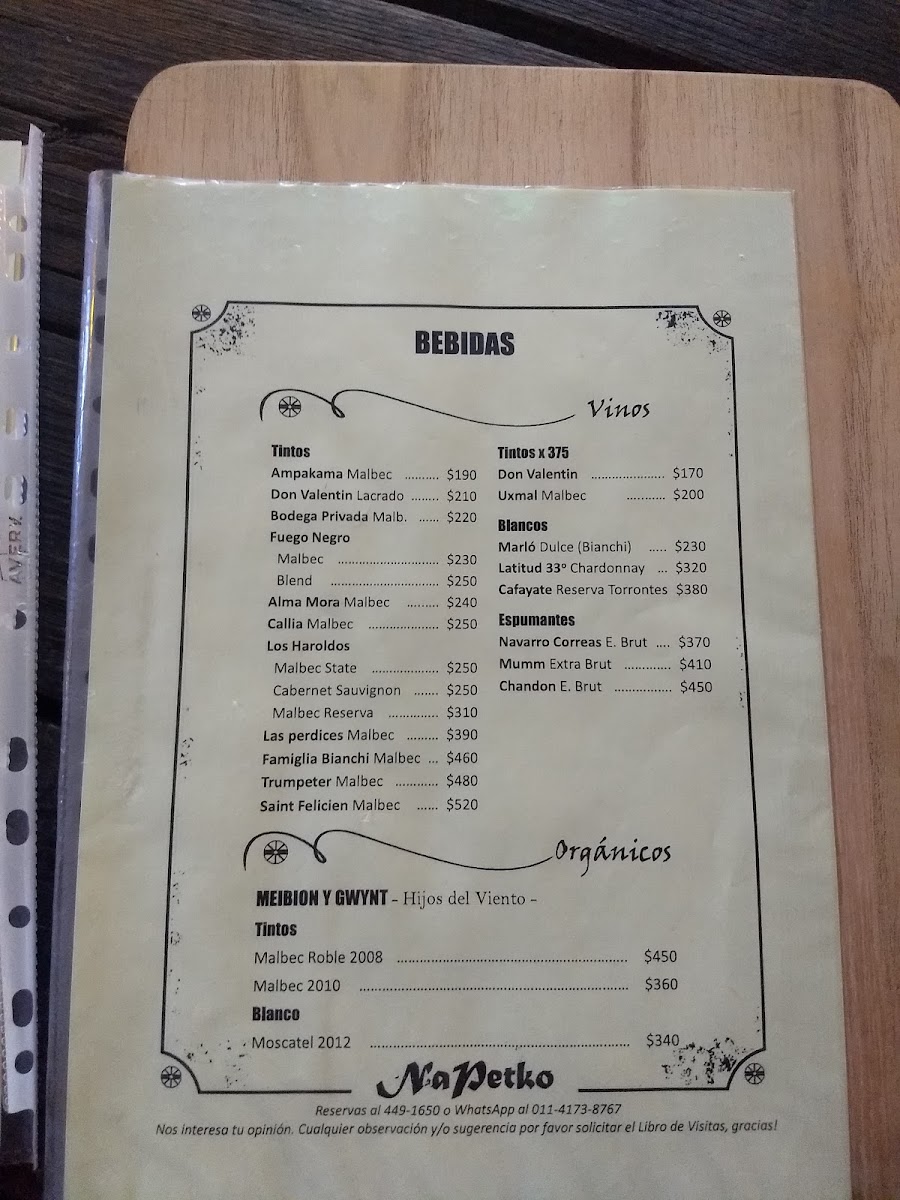 BEBIDAS
Vinos
Tintos
Ampakama Malbec .......... $190
Don Valentin Lacrado ........ $210
Bodega Privada Malb. ...... $220
Fuego Negro
Malbec ............................. $230
Blend ............................... $250
Alma Mora Malbec ......... $240
Callia Malbec .................... $250
Los Haroldos
Malbec State ................... $250
Cabernet Sauvignon ....... $250
Malbec Reserva .............. $310
Las perdices Malbec ......... $390
Famiglia Bianchi Malbec ... $460
Trumpeter Malbec ............ $480
Saint Felicien Malbec ...... $520
Tintos x 375
Don Valentin ..................... $170
Uxmal Malbec ........... $200
Blancos
Marló Dulce (Bianchi) ..... $230
Latitud 33º Chardonnay ... $320
Cafayate Reserva Torrontes $380
Espumantes
Navarro Correas E. Brut .... $370
Mumm Extra Brut ............. $410
Chandon E. Brut ................ $450
Orgánicos
MEIBION Y GWYNT - Hijos del Viento -
Tintos
Malbec Roble 2008 ........................................................ $450
Malbec 2010 ................................................................. $360
Blanco
Moscatel 2012 ............................................................... $340
NaPetko
Reservas al 449-1650 o WhatsApp al 011-4173-8767
Nos interesa tu opinión. Cualquier observación y/o sugerencia por favor solicitar el Libro de Visitas, gracias!